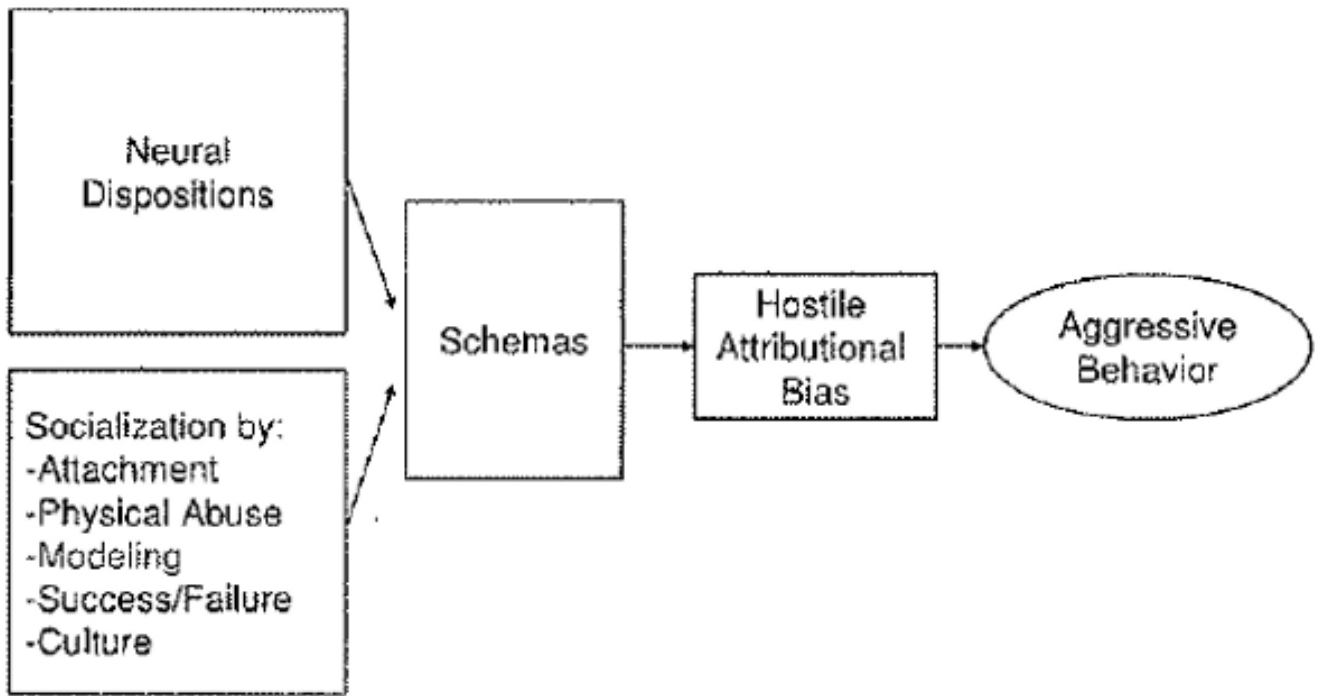 Neural
Dispositions
Socialization by:
-Attachment
-Physical Abuse
-Modeling
-Success/Failure
-Culture
Schemas
Hostile
Attributional
Bias
Aggressive
Behavior